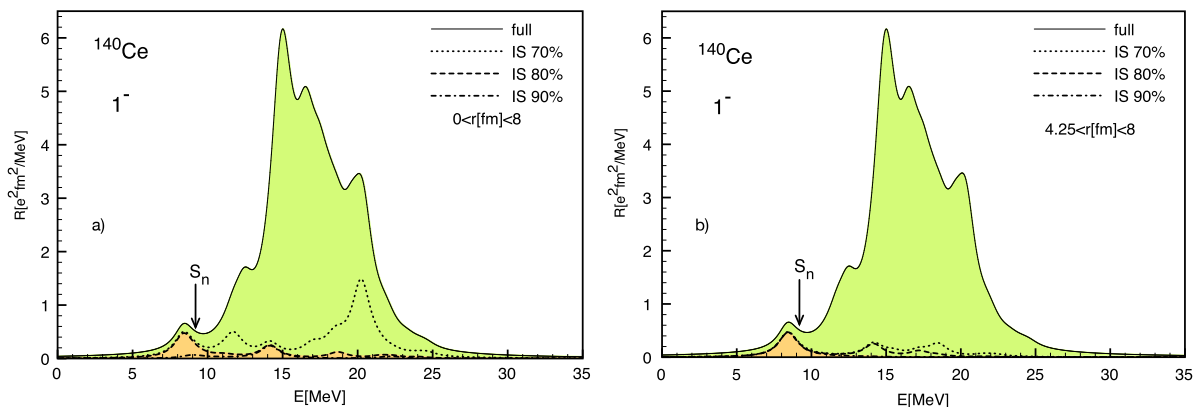 full
IS 70%
IS 80%
IS 90%
0<r[fm]<8
¹⁴⁰Ce
1⁻
a)
Sₙ
R[e²fm²/MeV]
6
5
4
3
2
1
0
0 5 10 15 20 25 30 35
E[MeV]
full
IS 70%
IS 80%
IS 90%
4.25<r[fm]<8
¹⁴⁰Ce
1⁻
b)
Sₙ
R[e²fm²/MeV]
6
5
4
3
2
1
0
0 5 10 15 20 25 30 35
E[MeV]